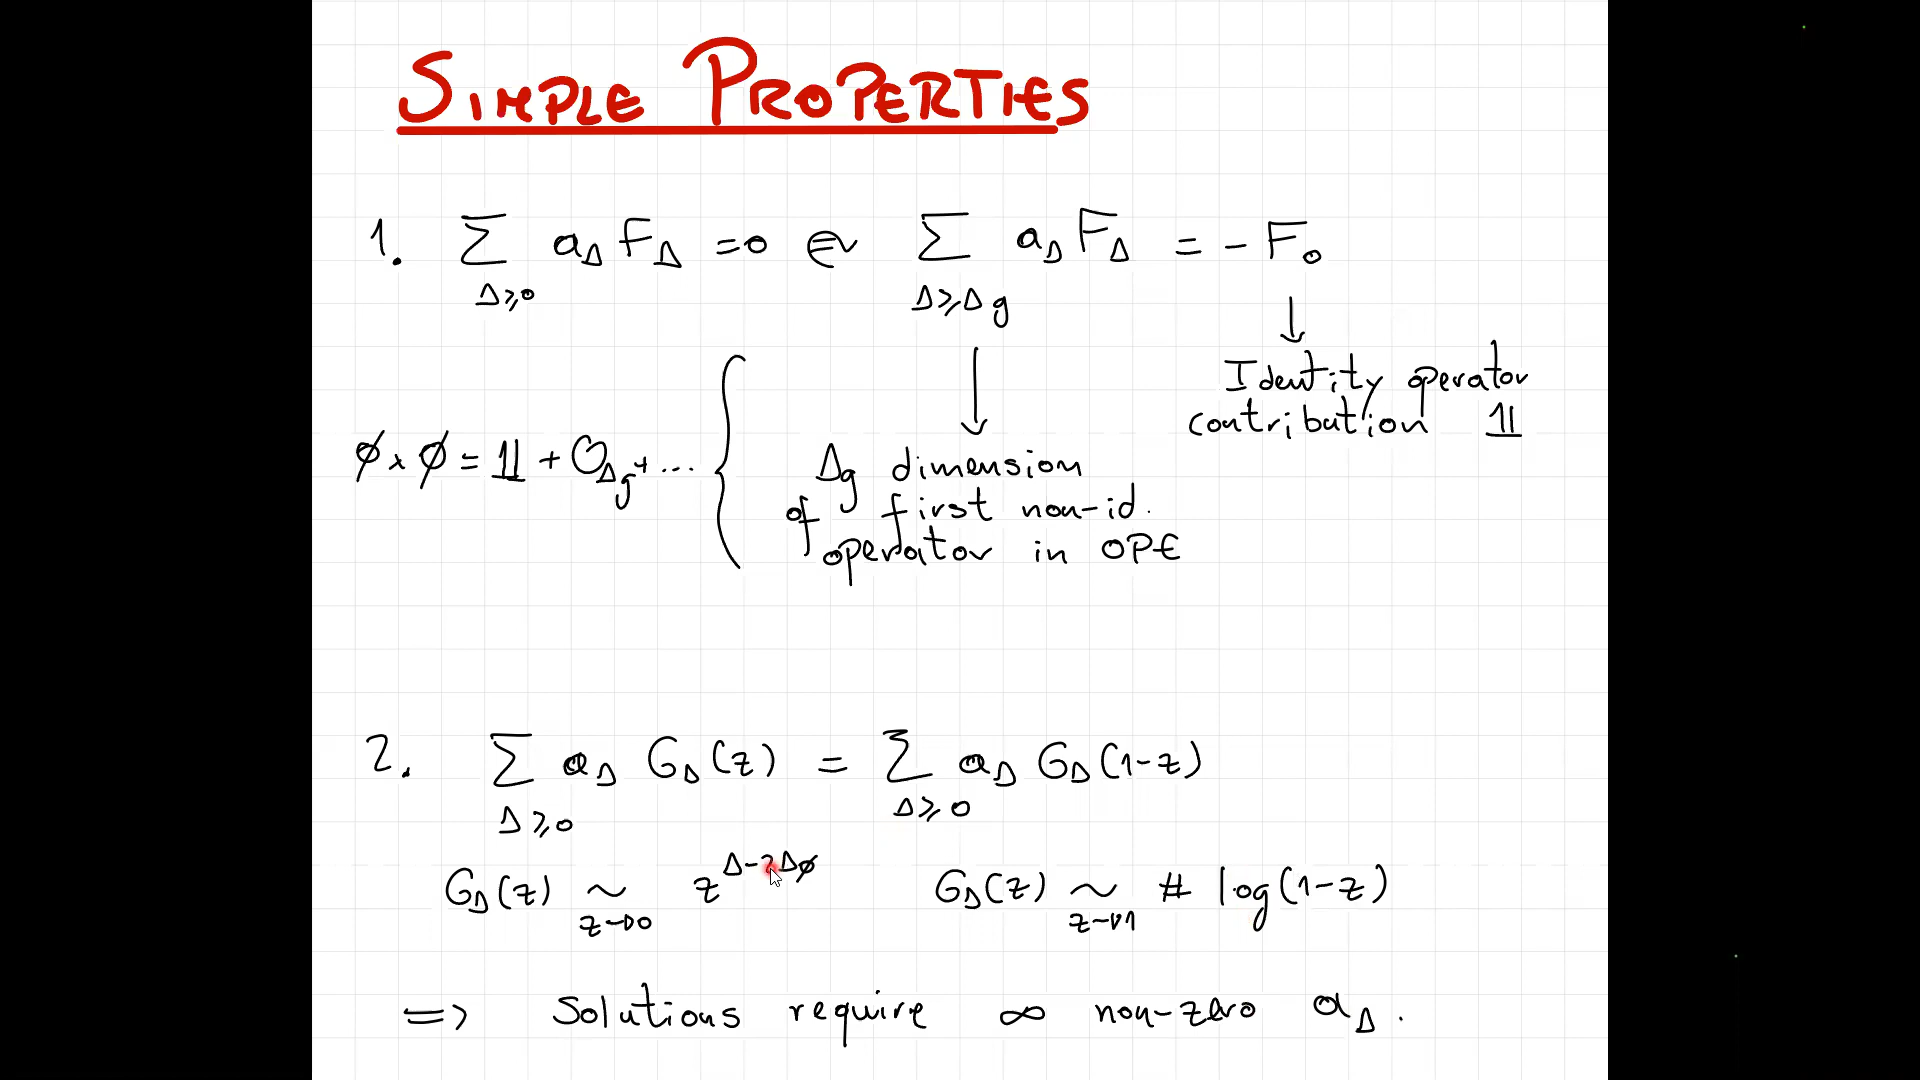 SIMPLE PROPERTIES
1. ∑ a_Δ F_Δ = 0 ⇔ ∑ a_Δ F_Δ = - F_0
Δ⩾0 Δ⩾Δg
Identity operator
contribution 𝟙
ϕ × ϕ = 𝟙 + O_Δg + ...
Δg dimension
of first non-id.
operator in OPE
2. ∑ a_Δ G_Δ(z) = ∑ a_Δ G_Δ(1-z)
Δ⩾0 Δ⩾0
G_Δ(z) ~ z^{Δ-2Δϕ} G_Δ(z) ~ # log(1-z)
z→0 z→1
=> Solutions require ∞ non-zero a_Δ.